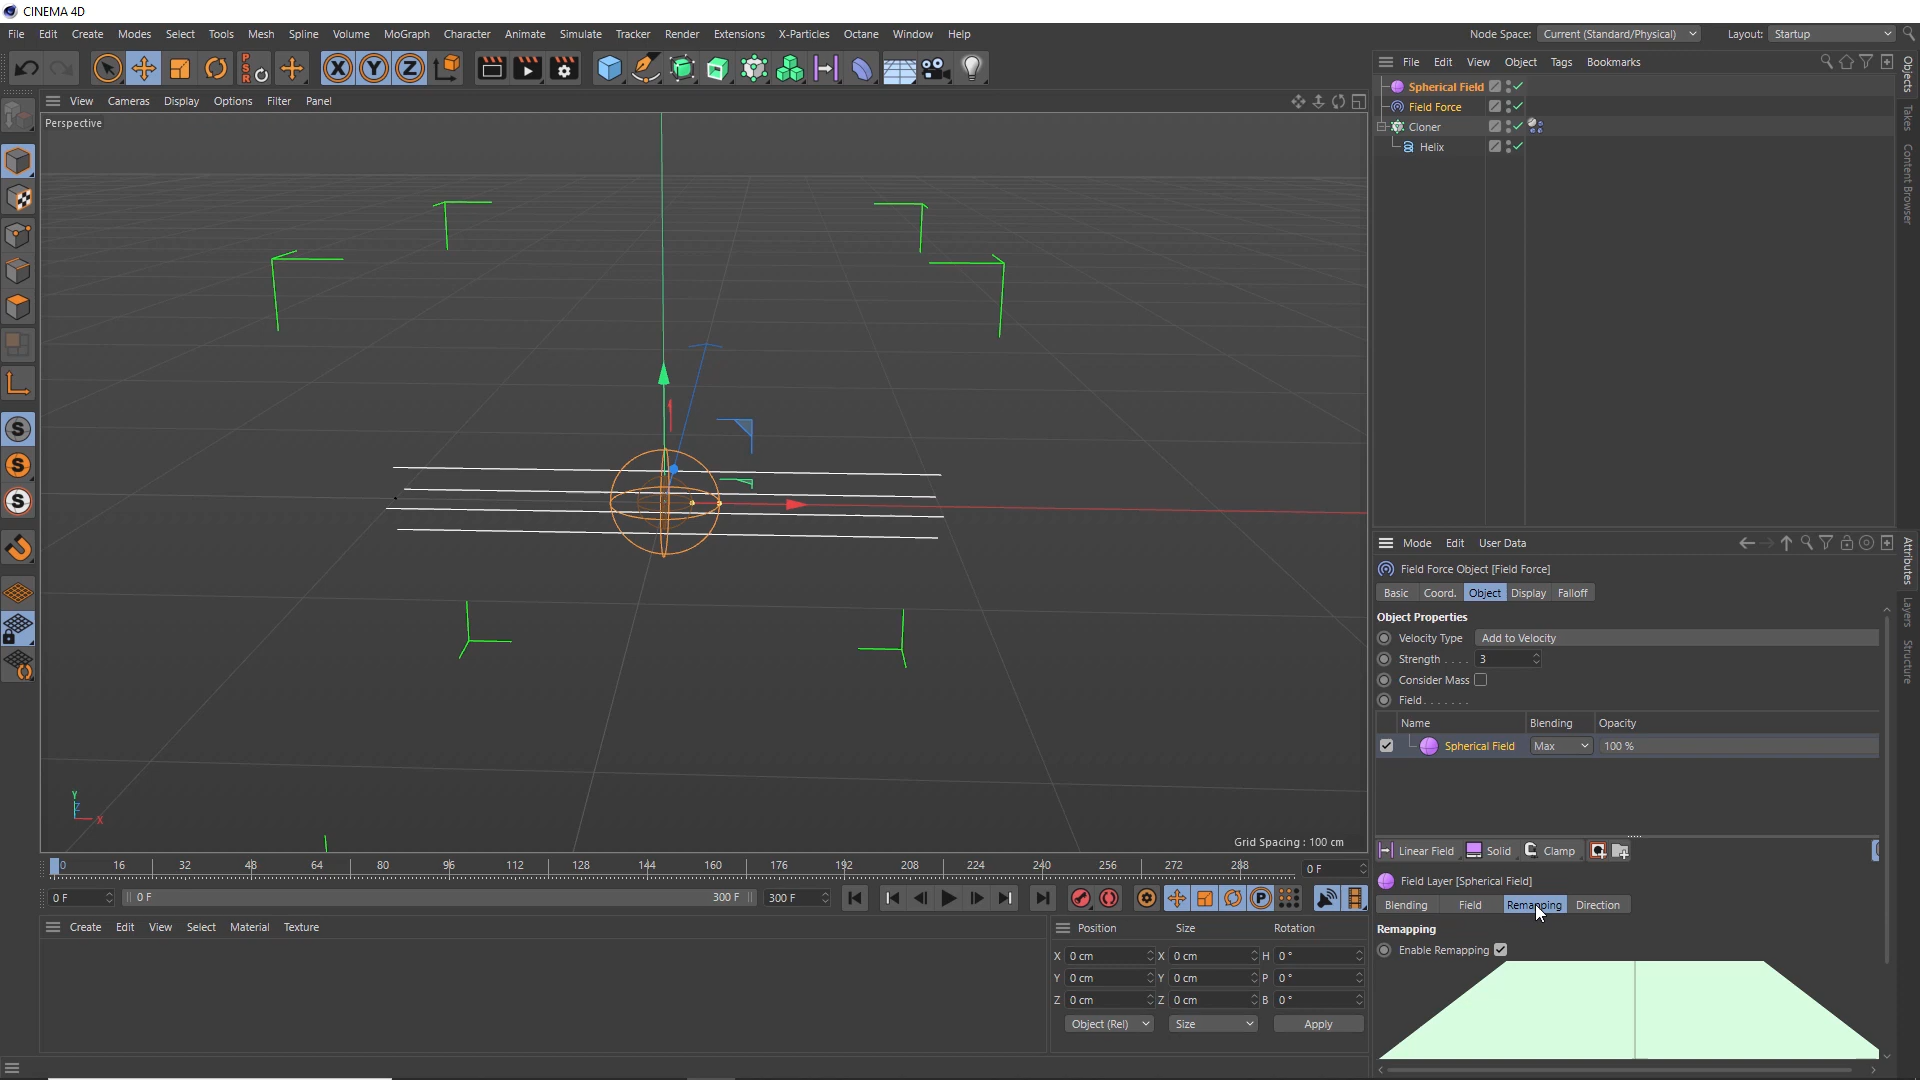 CINEMA 4D
File Edit Create Modes Select Tools Mesh Spline Volume MoGraph Character Animate Simulate Tracker Render Extensions X-Particles Octane Window Help Node Space: Current (Standard/Physical) Layout: Startup
PSR X Y Z
View Cameras Display Options Filter Panel
Perspective
File Edit View Object Tags Bookmarks
Spherical Field
Field Force
Cloner
Helix
Objects
Takes
Content Browser
S
S
S
Y
Z
X
Grid Spacing : 100 cm
Mode Edit User Data
Field Force Object [Field Force]
Basic Coord. Object Display Falloff
Object Properties
Velocity Type Add to Velocity
Strength . . . . 3
Consider Mass
Field. . . . . . .
Name Blending Opacity
Spherical Field Max 100 %
Linear Field Solid Clamp
Field Layer [Spherical Field]
Blending Field Remapping Direction
Remapping
Enable Remapping
Attributes
Layers
Structure
0 16 32 48 64 80 96 112 128 144 160 176 192 208 224 240 256 272 288 0 F
0 F 0 F 300 F 300 F P
Create Edit View Select Material Texture
Position Size Rotation
X 0 cm X 0 cm H 0 °
Y 0 cm Y 0 cm P 0 °
Z 0 cm Z 0 cm B 0 °
Object (Rel) Size Apply